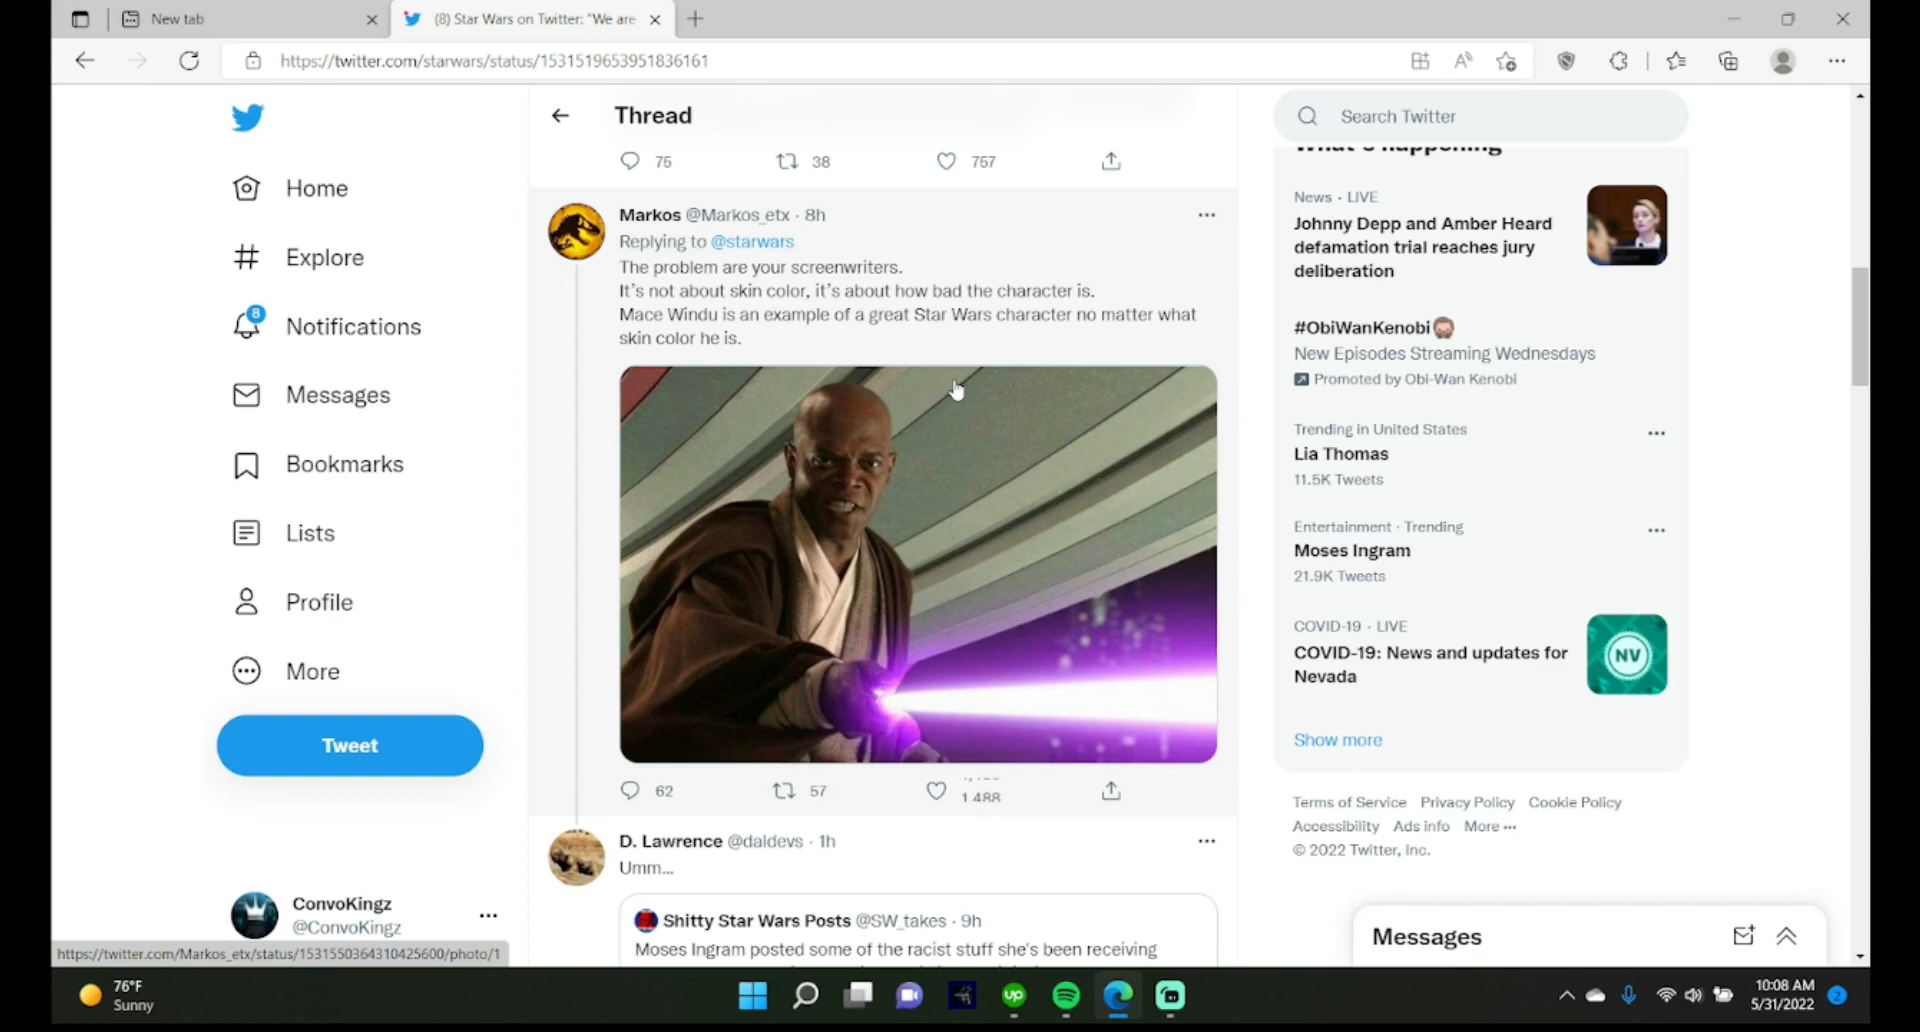 New tab
(8) Star Wars on Twitter: "We are
https://twitter.com/starwars/status/1531519653951836161
Home
Explore
8
Notifications
Messages
Bookmarks
Lists
Profile
More
Tweet
ConvoKingz
@ConvoKingz
https://twitter.com/Markos_etx/status/1531550364310425600/photo/1
Thread
75 38 757
Markos @Markos_etx · 8h
Replying to @starwars
The problem are your screenwriters.
It's not about skin color, it's about how bad the character is.
Mace Windu is an example of a great Star Wars character no matter what
skin color he is.
62 57 1,488
D. Lawrence @daldevs · 1h
Umm...
Shitty Star Wars Posts @SW_takes · 9h
Moses Ingram posted some of the racist stuff she's been receiving
Search Twitter
What's happening
News · LIVE
Johnny Depp and Amber Heard
defamation trial reaches jury
deliberation
#ObiWanKenobi
New Episodes Streaming Wednesdays
Promoted by Obi-Wan Kenobi
Trending in United States
Lia Thomas
11.5K Tweets
Entertainment · Trending
Moses Ingram
21.9K Tweets
COVID-19 · LIVE
COVID-19: News and updates for
Nevada
NV
Show more
Terms of Service Privacy Policy Cookie Policy
Accessibility Ads info More ···
© 2022 Twitter, Inc.
Messages
76°F
Sunny
up
10:08 AM
5/31/2022
2